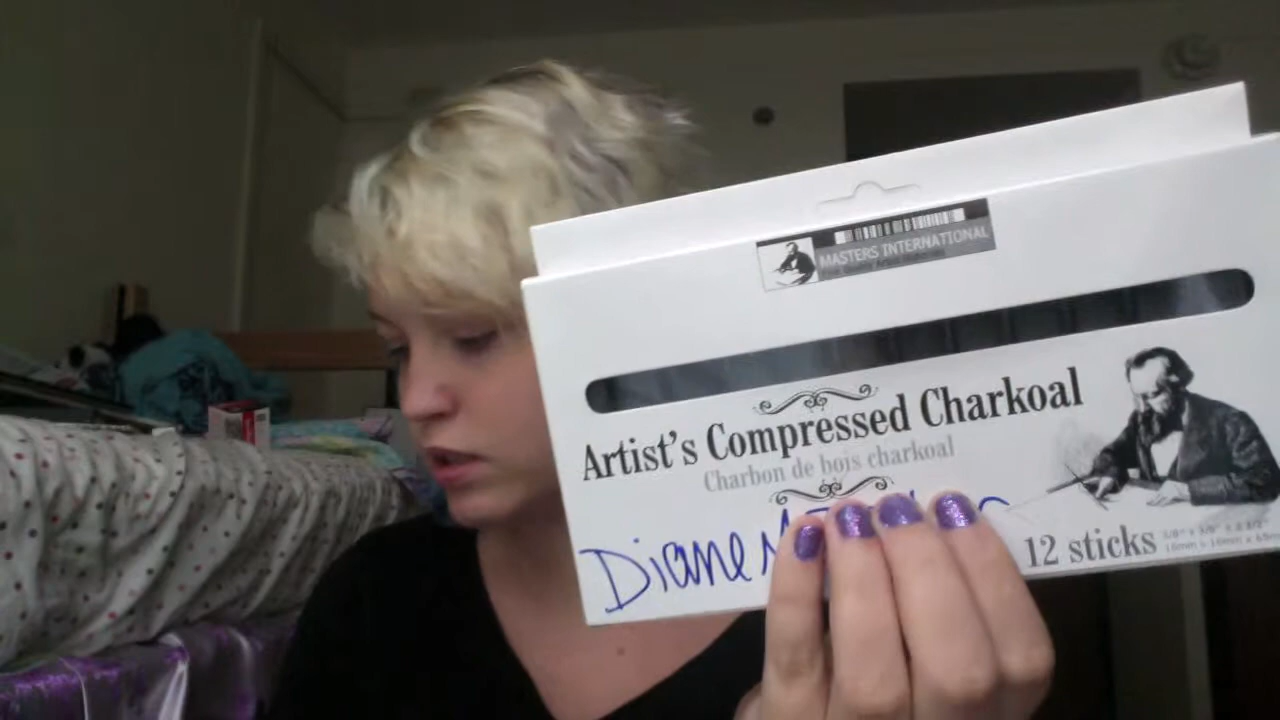 MASTERS INTERNATIONAL
Artist's Compressed Charkoal
Charbon de bois charkoal
Diane
12 sticks